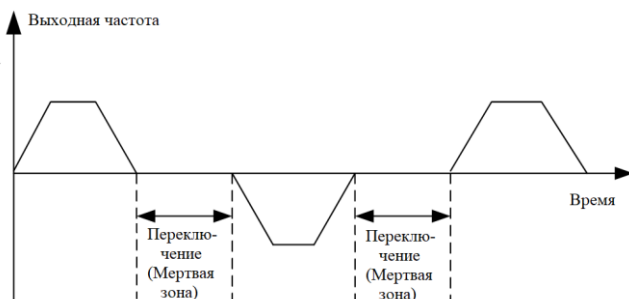 Выходная частота
Время
Переклю-
чение
(Мертвая
зона)
Переклю-
чение
(Мертвая
зона)